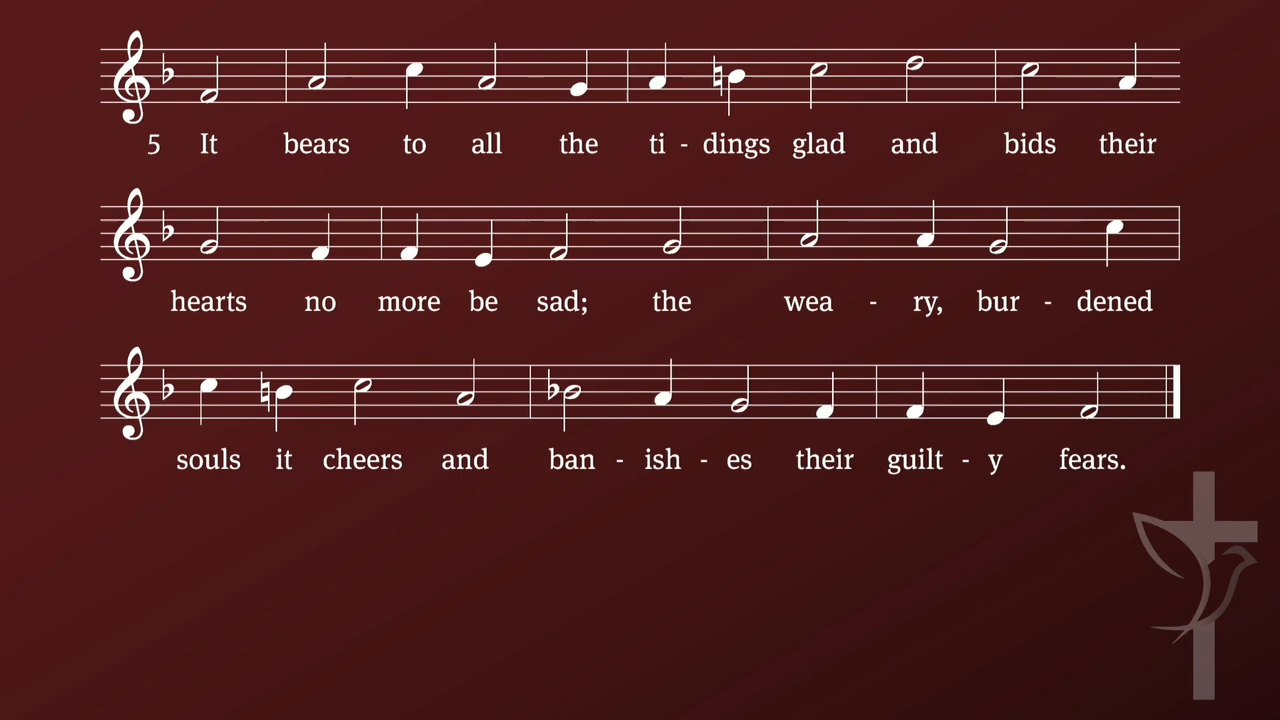 5 It bears to all the ti - dings glad and bids their
hearts no more be sad; the wea - ry, bur - dened
souls it cheers and ban - ish - es their guilt - y fears.